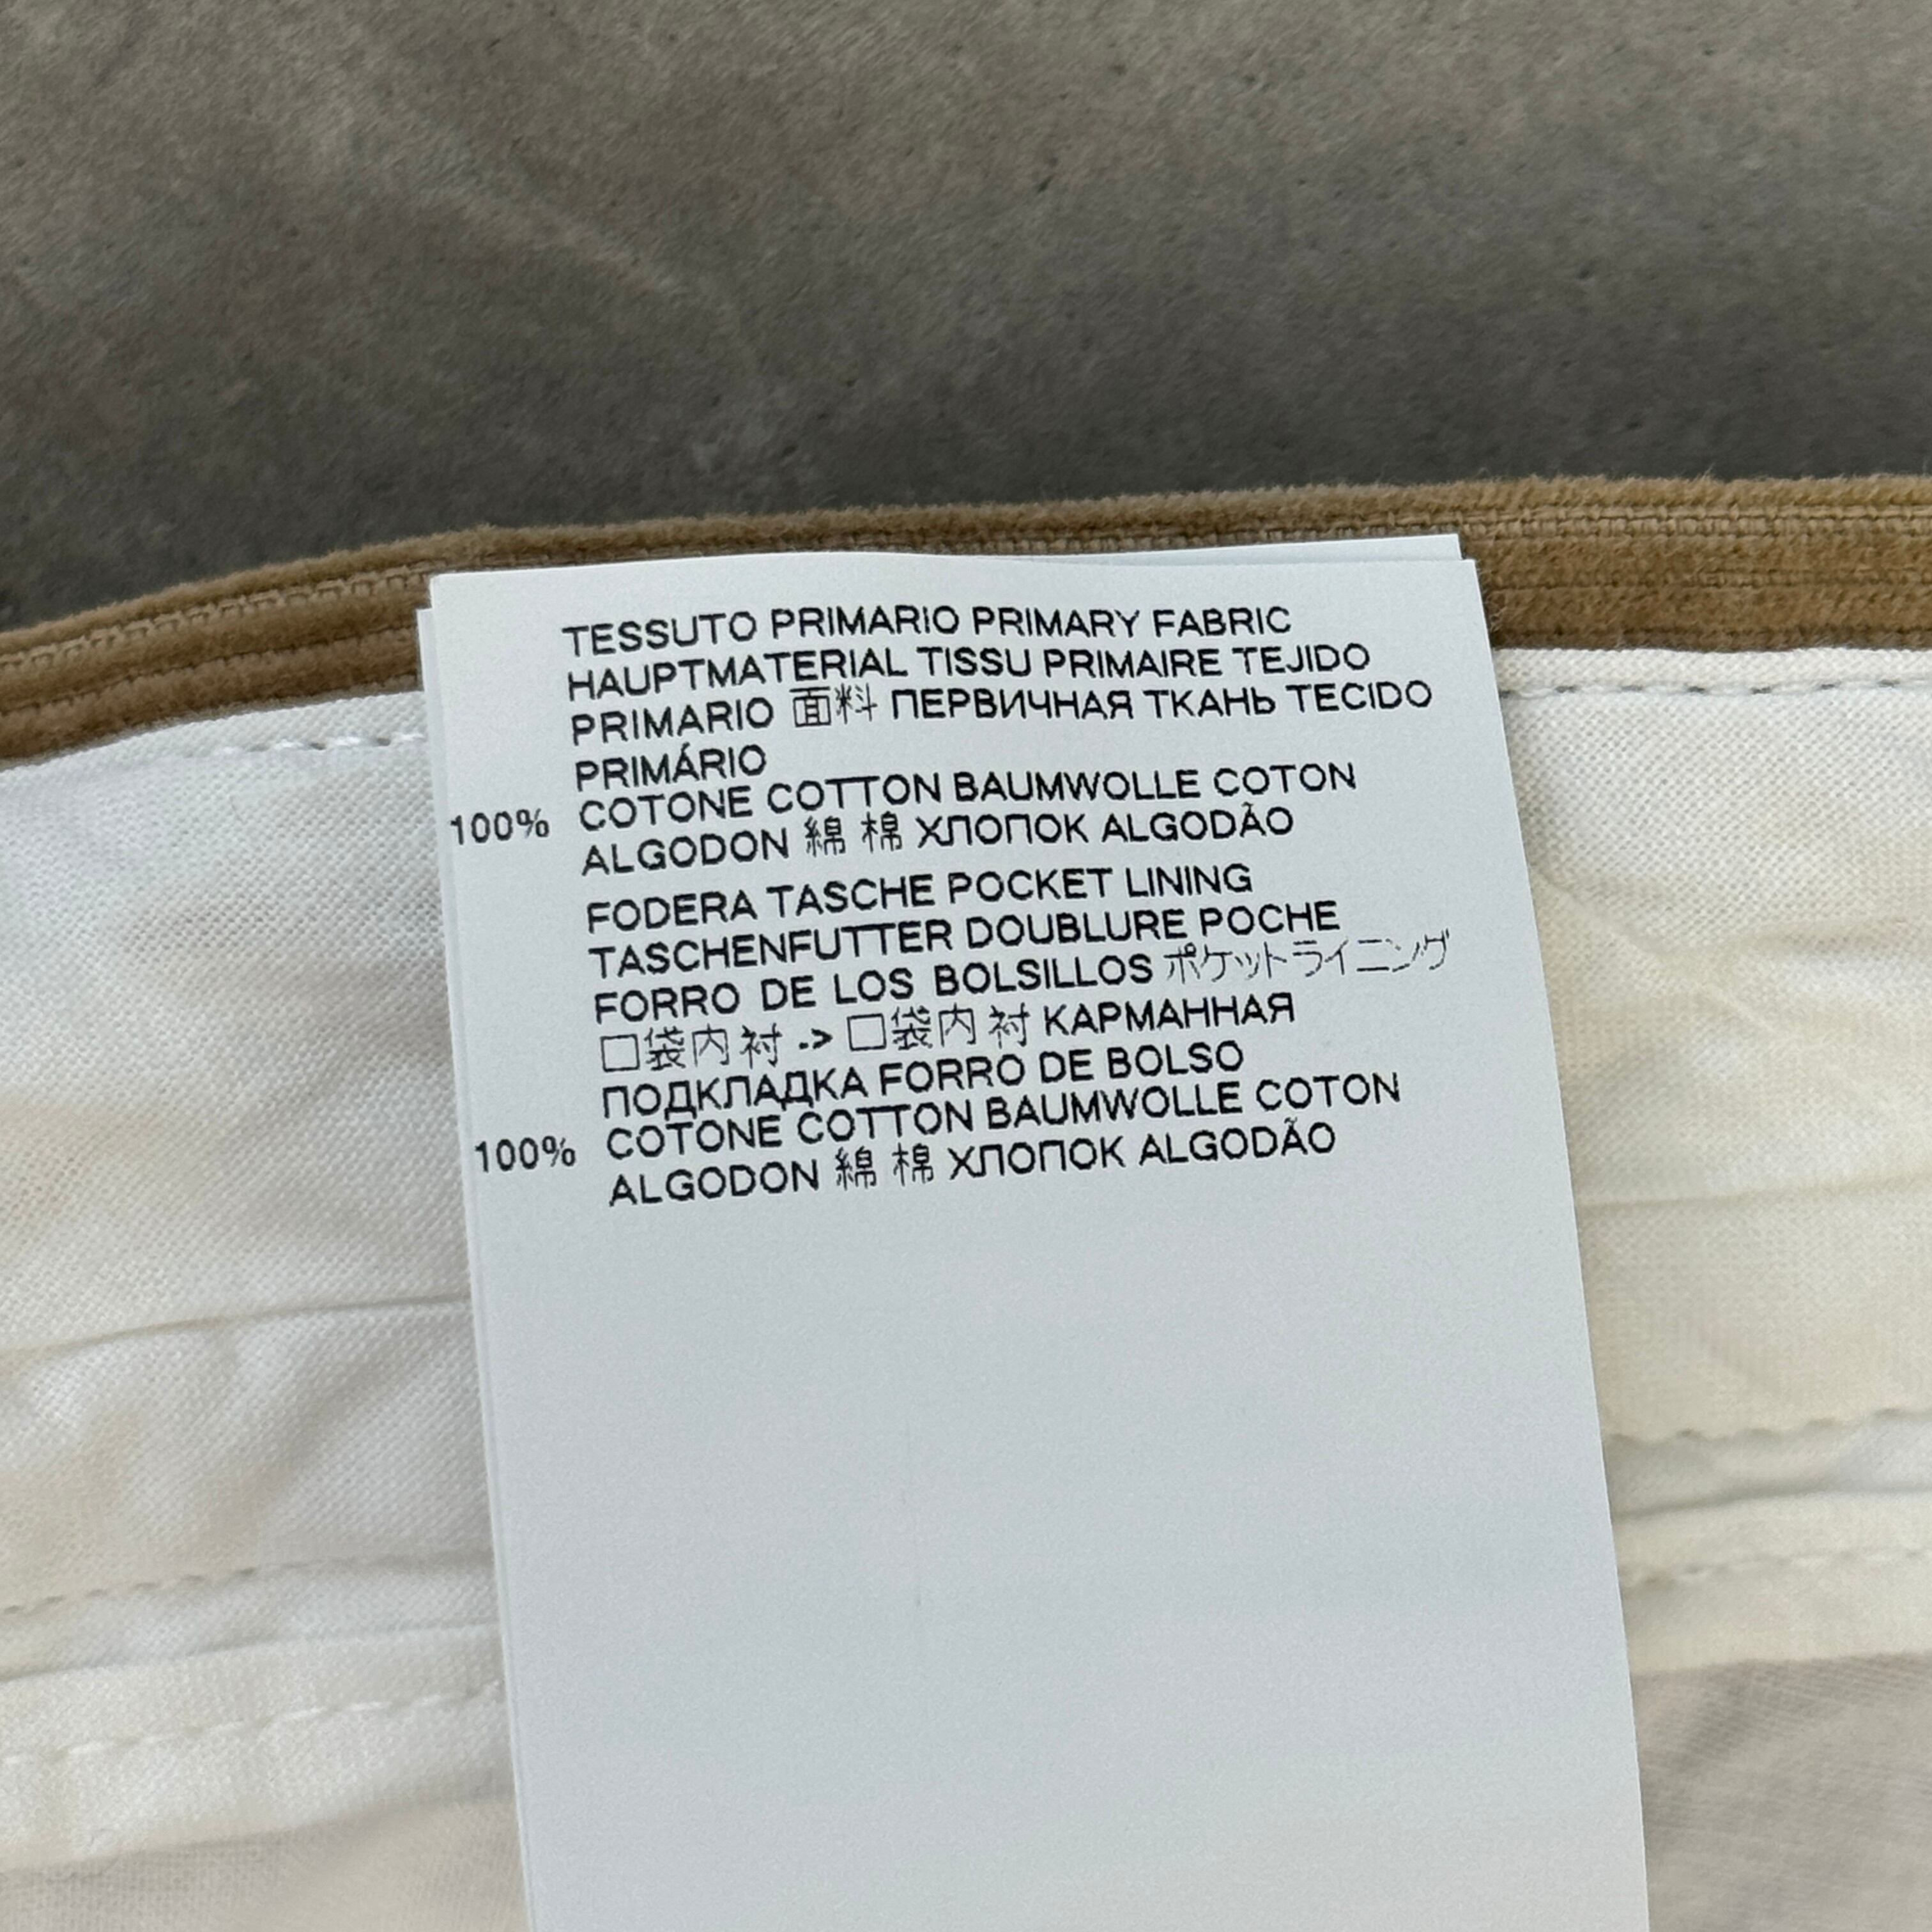 TESSUTO PRIMARIO PRIMARY FABRIC
HAUPTMATERIAL TISSU PRIMAIRE TEJIDO
PRIMARIO 面料 ПЕРВИЧНАЯ ТКАНЬ TECIDO
PRIMÁRIO
100% COTONE COTTON BAUMWOLLE COTON
ALGODON 綿 棉 ХЛОПОК ALGODÃO
FODERA TASCHE POCKET LINING
TASCHENFUTTER DOUBLURE POCHE
FORRO DE LOS BOLSILLOS ポケットライニング
口袋内衬 -> 口袋内衬 КАРМАННАЯ
ПОДКЛАДКА FORRO DE BOLSO
100% COTONE COTTON BAUMWOLLE COTON
ALGODON 綿 棉 ХЛОПОК ALGODÃO